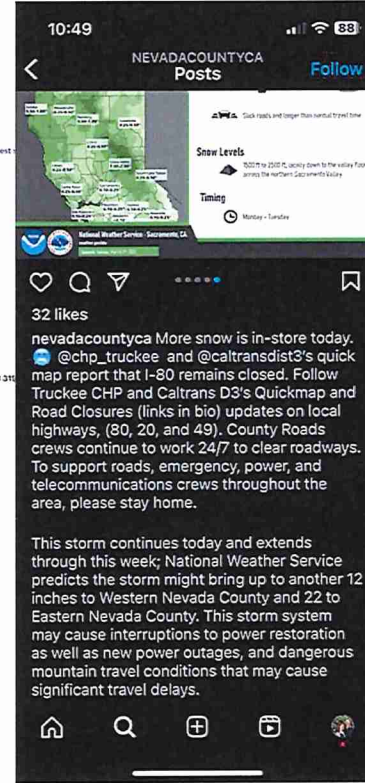 10:49
88
NEVADACOUNTYCA
Posts
Follow
Slick roads and longer than normal travel time
Snow Levels
1500 ft to 2500 ft, locally down to the valley floor
across the northern Sacramento Valley
Timing
Monday - Tuesday
National Weather Service - Sacramento, CA
32 likes
nevadacountyca More snow is in-store today.
🥶 @chp_truckee and @caltransdist3's quick
map report that I-80 remains closed. Follow
Truckee CHP and Caltrans D3's Quickmap and
Road Closures (links in bio) updates on local
highways, (80, 20, and 49). County Roads
crews continue to work 24/7 to clear roadways.
To support roads, emergency, power, and
telecommunications crews throughout the
area, please stay home.
This storm continues today and extends
through this week; National Weather Service
predicts the storm might bring up to another 12
inches to Western Nevada County and 22 to
Eastern Nevada County. This storm system
may cause interruptions to power restoration
as well as new power outages, and dangerous
mountain travel conditions that may cause
significant travel delays.